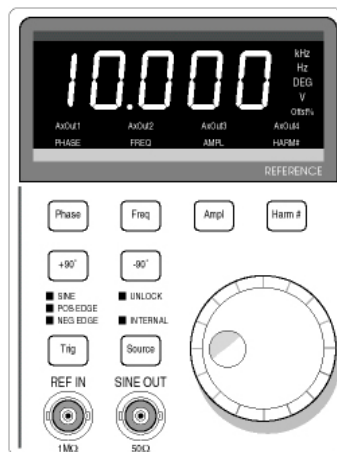 10.000
kHz
Hz
DEG
V
Offst%
AxOut1 AxOut2 AxOut3 AxOut4
PHASE FREQ AMPL HARM#
REFERENCE
Phase Freq Ampl Harm #
+90° -90°
SINE UNLOCK
POS EDGE
NEG EDGE INTERNAL
Trig Source
REF IN SINE OUT
1MΩ 50Ω